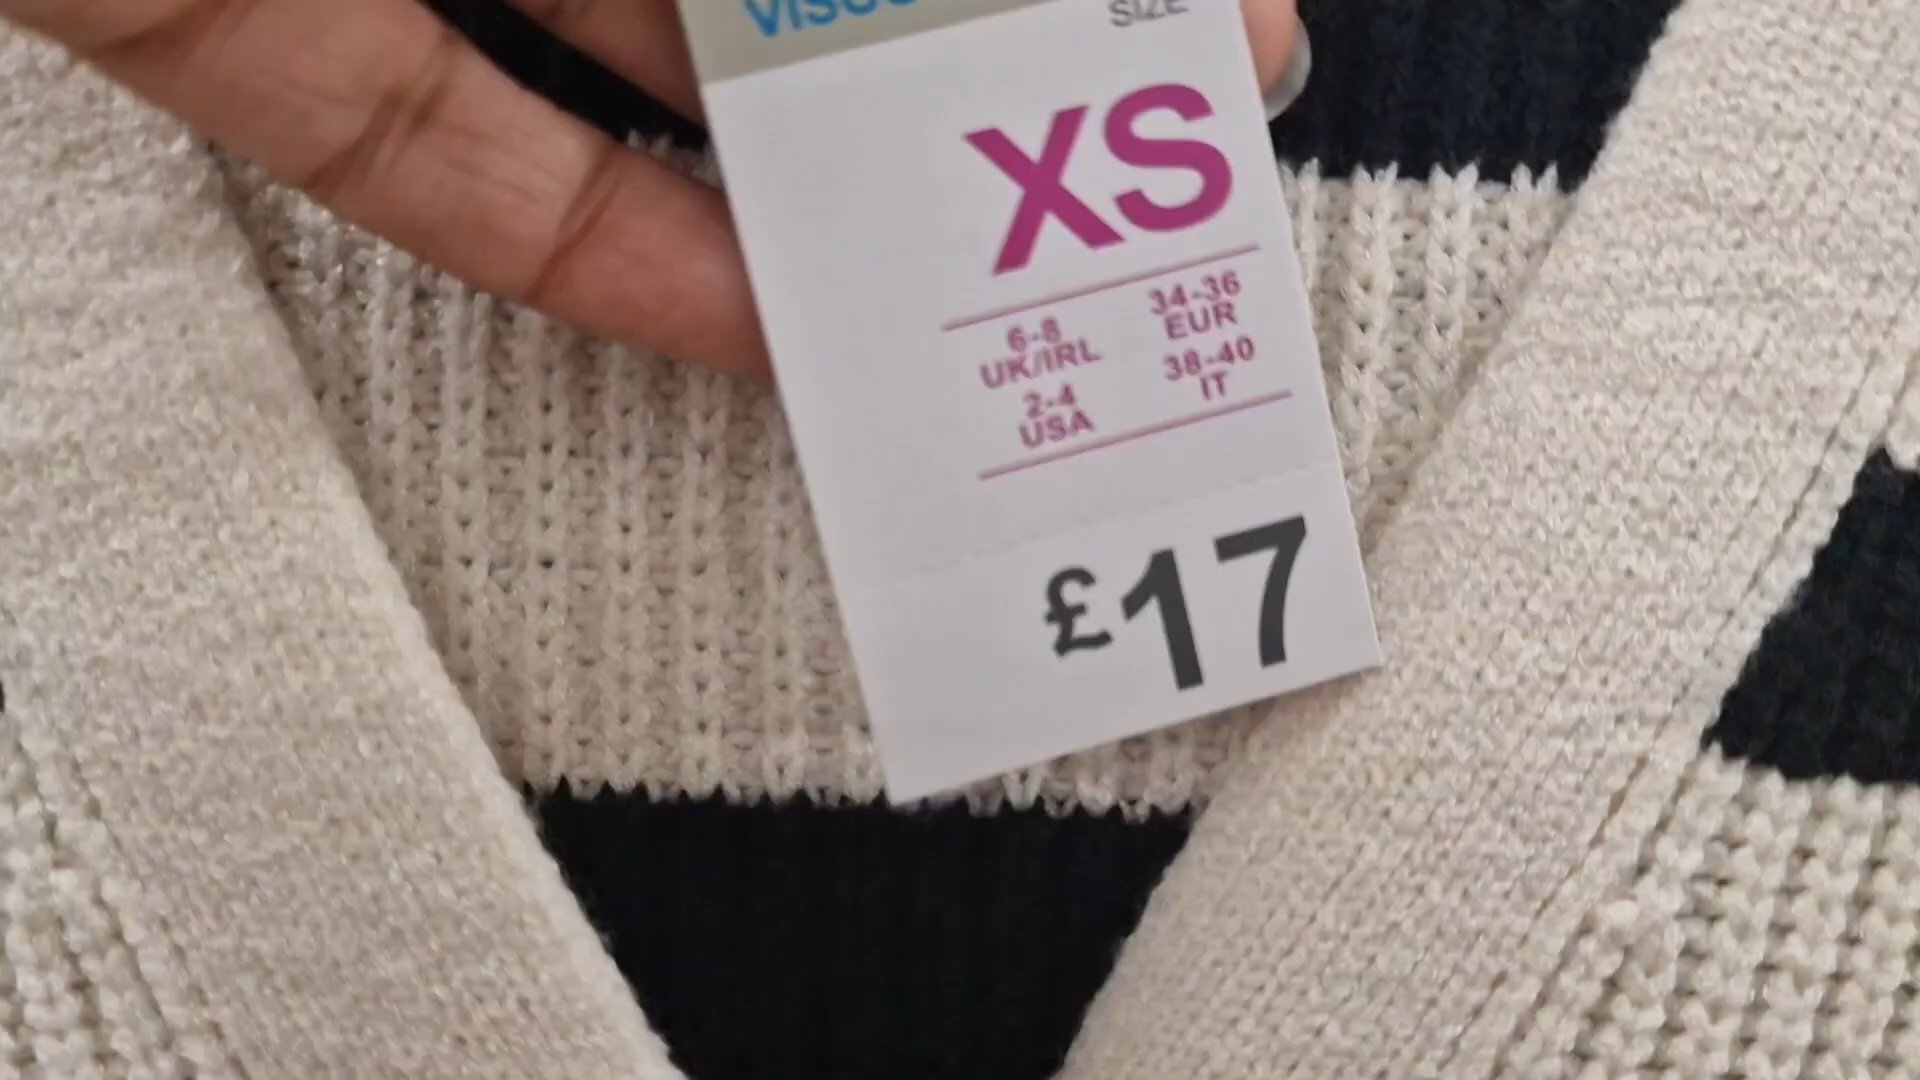 SIZE
XS
6-8
UK/IRL
34-36
EUR
2-4
USA
38-40
IT
£17